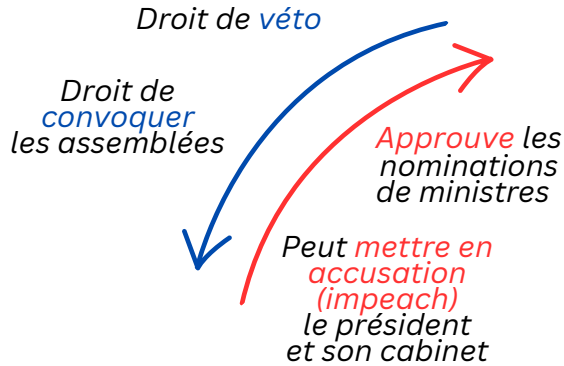 Droit de véto
Droit de
convoquer
les assemblées
Approuve les
nominations
de ministres
Peut mettre en
accusation
(impeach)
le président
et son cabinet